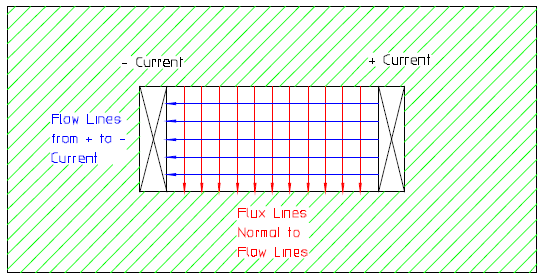 - Current
+ Current
Flow Lines
from + to -
Current
Flux Lines
Normal to
Flow Lines